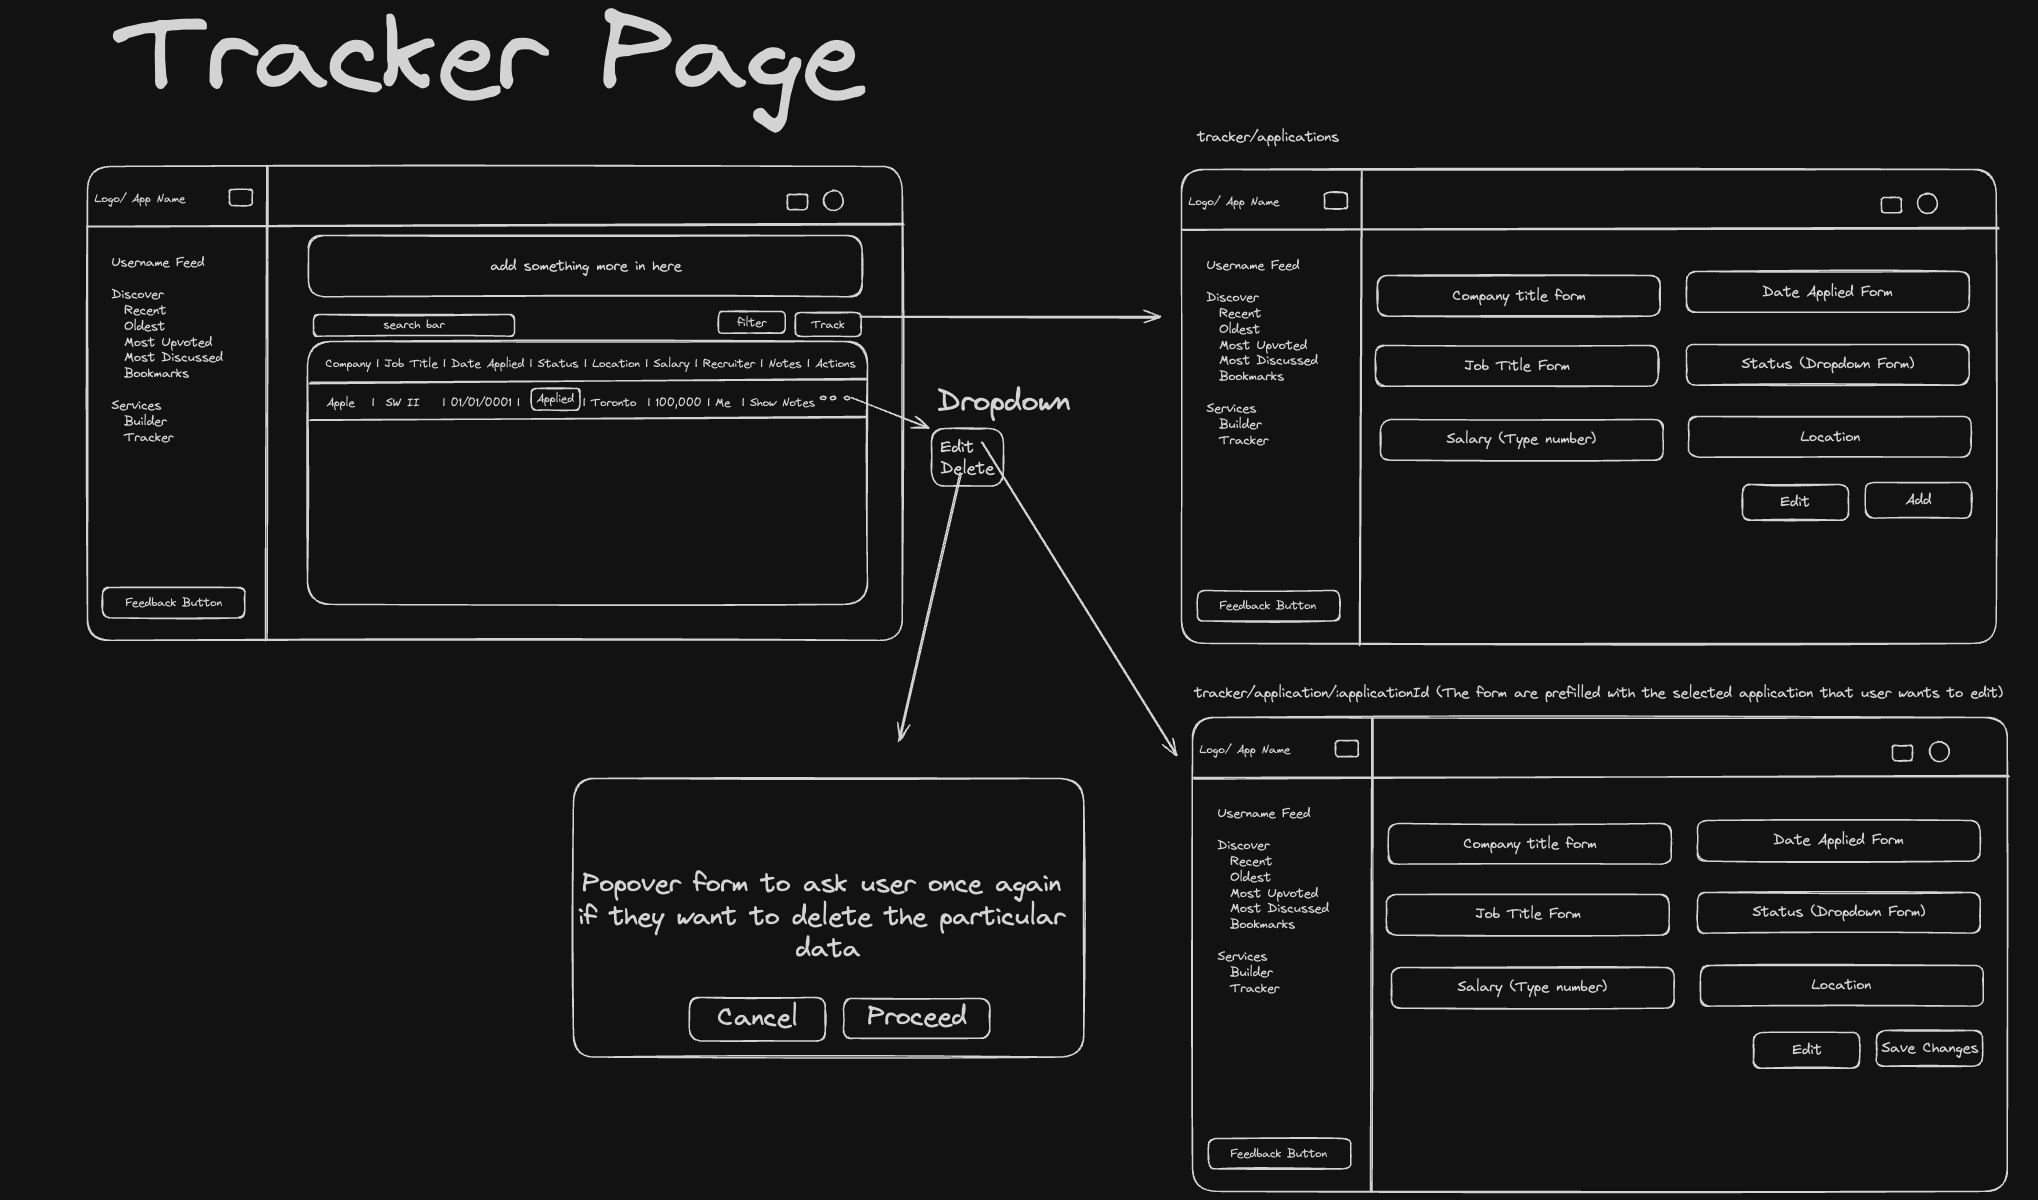 Tracker Page
Logo/ App Name
Username Feed
Discover
Recent
Oldest
Most Upvoted
Most Discussed
Bookmarks
Services
Builder
Tracker
Feedback Button
add something more in here
search bar
filter
Track
Company | Job Title | Date Applied | Status | Location | Salary | Recruiter | Notes | Actions
Apple | SW II | 01/01/0001 | Applied | Toronto | 100,000 | Me | Show Notes
Dropdown
Edit
Delete
tracker/applications
Logo/ App Name
Username Feed
Discover
Recent
Oldest
Most Upvoted
Most Discussed
Bookmarks
Services
Builder
Tracker
Feedback Button
Company title form
Date Applied Form
Job Title Form
Status (Dropdown Form)
Salary (Type number)
Location
Edit
Add
Popover form to ask user once again
if they want to delete the particular
data
Cancel
Proceed
tracker/application/:applicationId (The form are prefilled with the selected application that user wants to edit)
Logo/ App Name
Username Feed
Discover
Recent
Oldest
Most Upvoted
Most Discussed
Bookmarks
Services
Builder
Tracker
Feedback Button
Company title form
Date Applied Form
Job Title Form
Status (Dropdown Form)
Salary (Type number)
Location
Edit
Save Changes